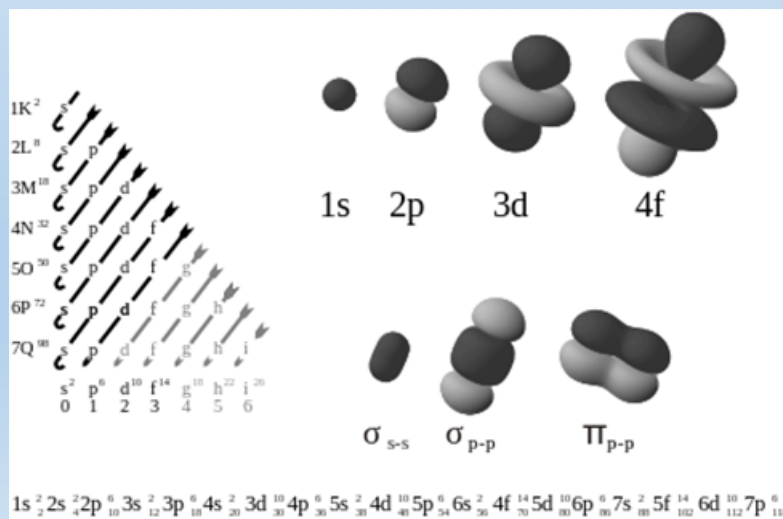 1s 2p 3d 4f
1K 2 s
2L 8 s p
3M 18 s p d
4N 32 s p d f
5O 50 s p d f g
6P 72 s p d f g h
7Q 98 s p d f g h i
s2 p6 d10 f14 g18 h22 i26
0 1 2 3 4 5 6
σ s-s σ p-p π p-p
1s 2 2 2s 2 4 2p 6 10 3s 2 12 3p 6 18 4s 2 20 3d 10 30 4p 6 36 5s 2 38 4d 10 48 5p 6 54 6s 2 56 4f 14 70 5d 10 80 6p 6 86 7s 2 88 5f 14 102 6d 10 112 7p 6